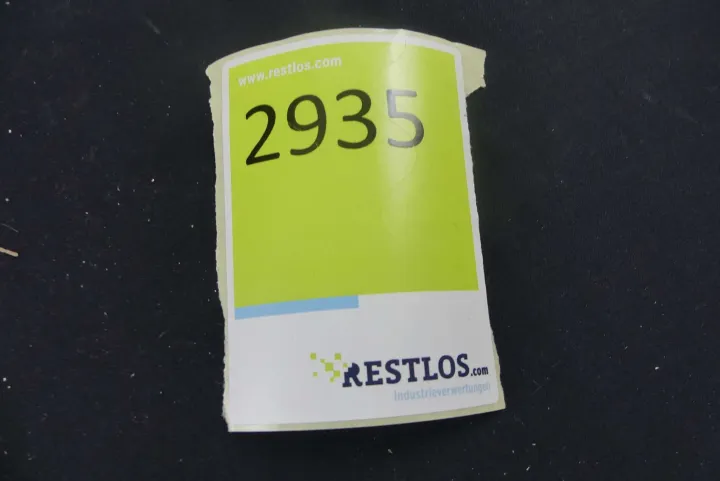 www.restlos.com
2935
RESTLOS.com
Industrieverwertungen